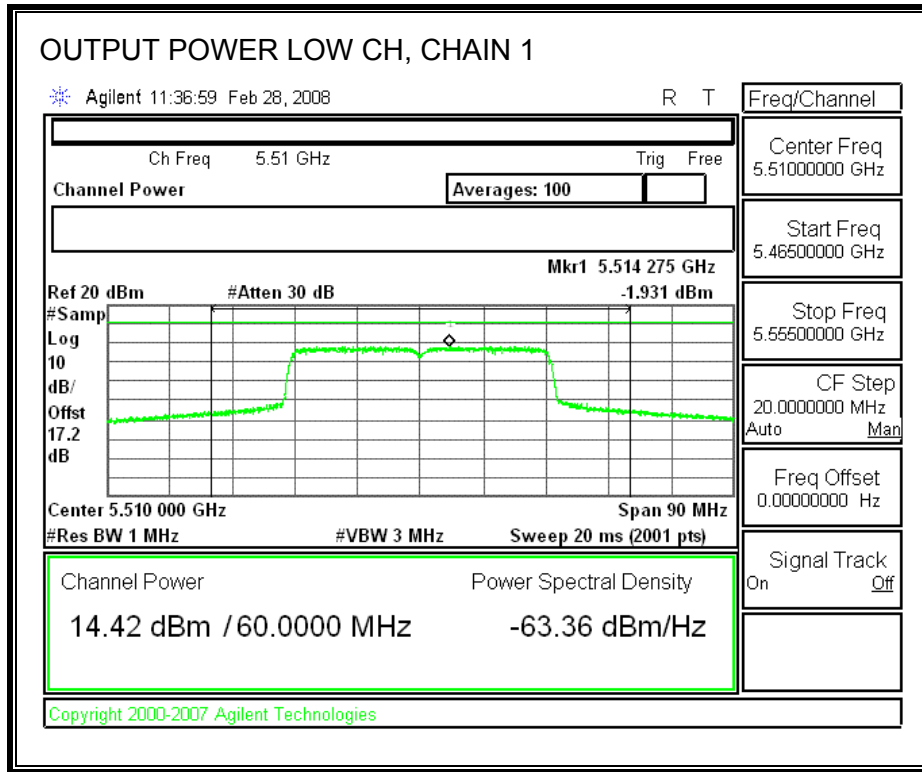 OUTPUT POWER LOW CH, CHAIN 1
Agilent 11:36:59 Feb 28, 2008 R T
Ch Freq 5.51 GHz Trig Free
Channel Power Averages: 100
Mkr1 5.514 275 GHz
Ref 20 dBm #Atten 30 dB -1.931 dBm
#Samp
Log
10
dB/
Offst
17.2
dB
1
Center 5.510 000 GHz Span 90 MHz
#Res BW 1 MHz #VBW 3 MHz Sweep 20 ms (2001 pts)
Channel Power Power Spectral Density
14.42 dBm / 60.0000 MHz -63.36 dBm/Hz
Copyright 2000-2007 Agilent Technologies
Freq/Channel
Center Freq
5.51000000 GHz
Start Freq
5.46500000 GHz
Stop Freq
5.55500000 GHz
CF Step
20.0000000 MHz
Auto Man
Freq Offset
0.00000000 Hz
Signal Track
On Off